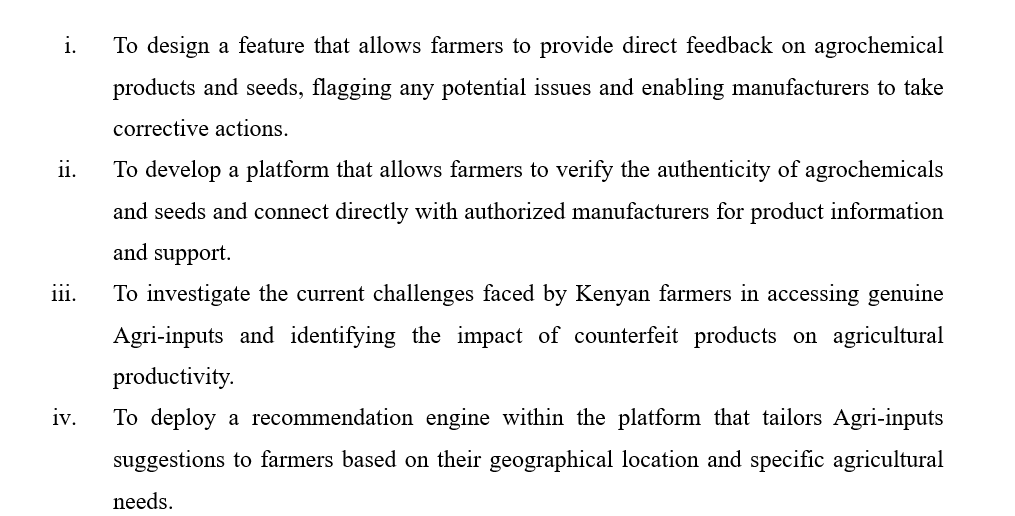 i. To design a feature that allows farmers to provide direct feedback on agrochemical
products and seeds, flagging any potential issues and enabling manufacturers to take
corrective actions.
ii. To develop a platform that allows farmers to verify the authenticity of agrochemicals
and seeds and connect directly with authorized manufacturers for product information
and support.
iii. To investigate the current challenges faced by Kenyan farmers in accessing genuine
Agri-inputs and identifying the impact of counterfeit products on agricultural
productivity.
iv. To deploy a recommendation engine within the platform that tailors Agri-inputs
suggestions to farmers based on their geographical location and specific agricultural
needs.